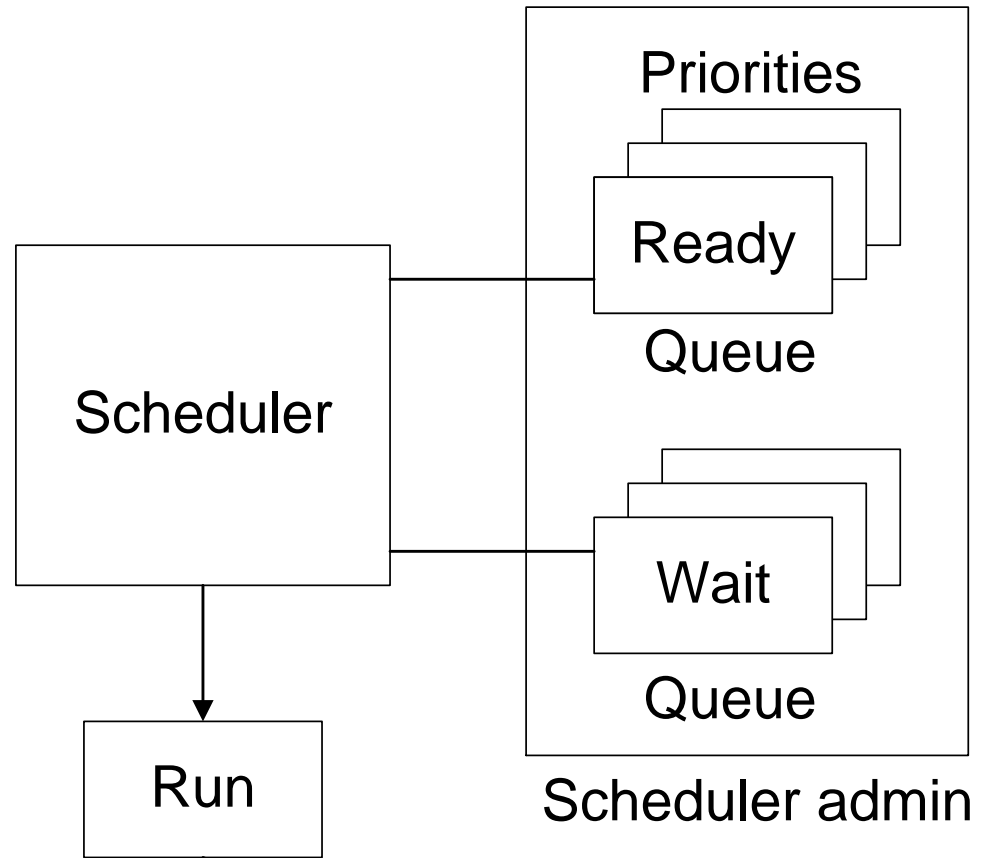 Priorities
Ready
Queue
Scheduler
Wait
Queue
Run
Scheduler admin